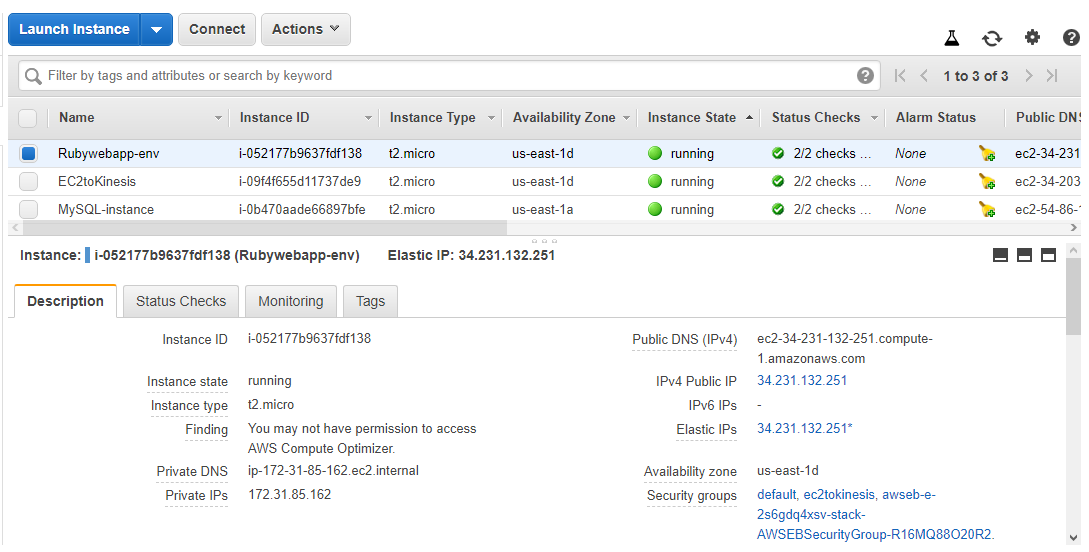 Launch Instance Connect Actions
Filter by tags and attributes or search by keyword 1 to 3 of 3
Name Instance ID Instance Type Availability Zone Instance State Status Checks Alarm Status Public DNS
Rubywebapp-env i-052177b9637fdf138 t2.micro us-east-1d running 2/2 checks ... None ec2-34-231
EC2toKinesis i-09f4f655d11737de9 t2.micro us-east-1d running 2/2 checks ... None ec2-34-203
MySQL-instance i-0b470aade66897bfe t2.micro us-east-1a running 2/2 checks ... None ec2-54-86-1
Instance: i-052177b9637fdf138 (Rubywebapp-env) Elastic IP: 34.231.132.251
Description Status Checks Monitoring Tags
Instance ID i-052177b9637fdf138 Public DNS (IPv4) ec2-34-231-132-251.compute-
1.amazonaws.com
Instance state running IPv4 Public IP 34.231.132.251
Instance type t2.micro IPv6 IPs -
Finding You may not have permission to access Elastic IPs 34.231.132.251*
AWS Compute Optimizer.
Private DNS ip-172-31-85-162.ec2.internal Availability zone us-east-1d
Private IPs 172.31.85.162 Security groups default, ec2tokinesis, awseb-e-
2s6gdq4xsv-stack-
AWSEBSecurityGroup-R16MQ88O20R2.